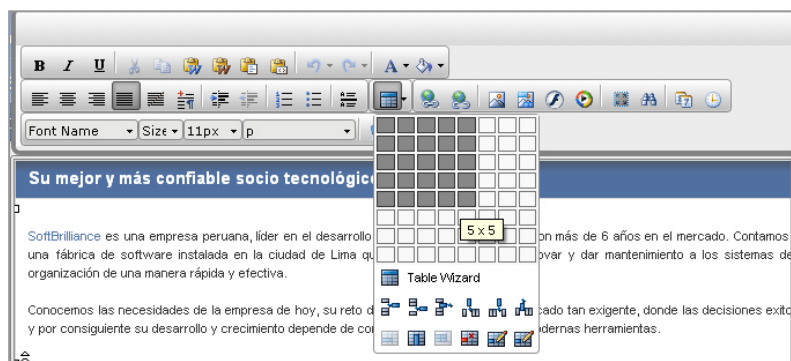 B I U A
Font Name Size 11px p
Su mejor y más confiable socio tecnológic
5 x 5
SoftBrilliance es una empresa peruana, líder en el desarrollo on más de 6 años en el mercado. Contamos
una fábrica de software instalada en la ciudad de Lima qu ovar y dar mantenimiento a los sistemas de
organización de una manera rápida y efectiva.
Table Wizard
Conocemos las necesidades de la empresa de hoy, su reto d cado tan exigente, donde las decisiones exito
y por consiguiente su desarrollo y crecimiento depende de co dernas herramientas.